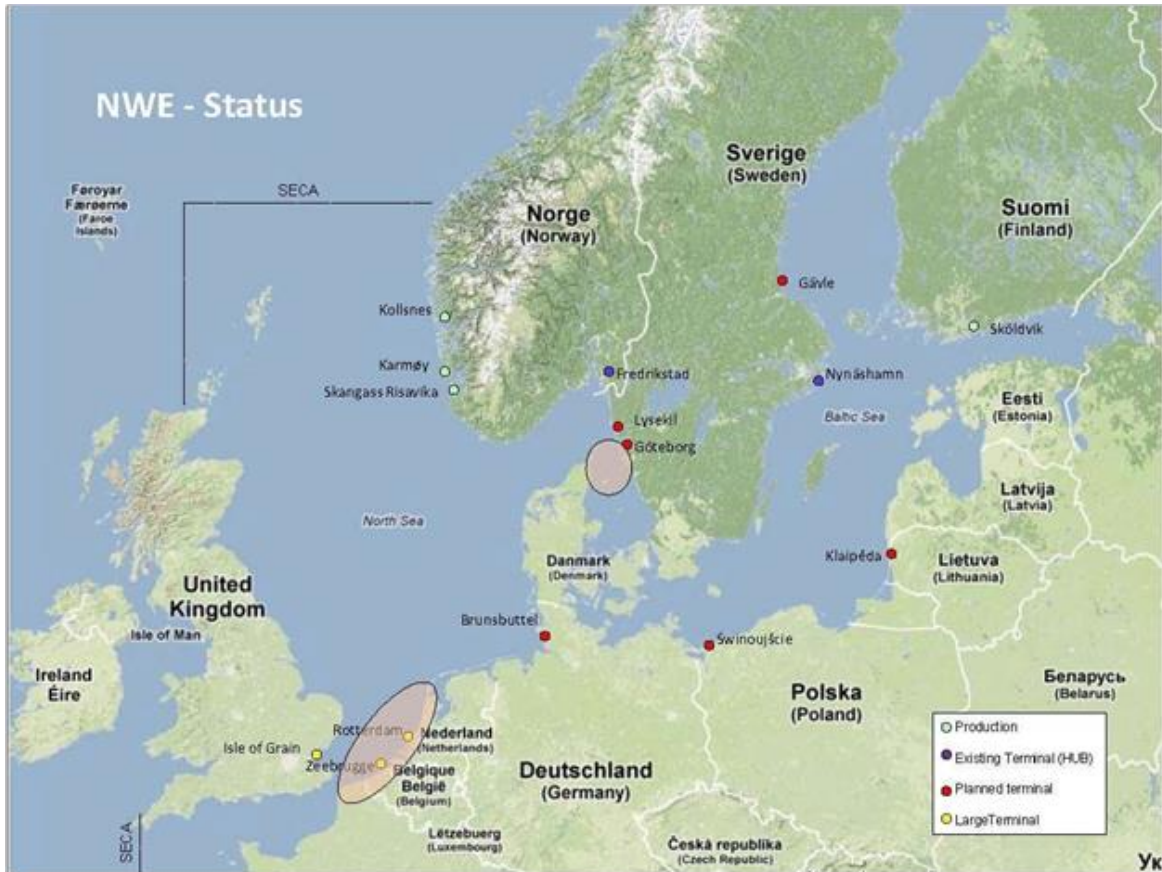 NWE - Status
Føroyar
Færøerne
(Faroe
Islands)
SECA
Sverige
(Sweden)
Norge
(Norway)
Suomi
(Finland)
Gävle
Kollsnes
Sköldvik
Karmøy
Fredrikstad
Nynäshamn
Skangass Risavika
Eesti
(Estonia)
Baltic Sea
Lysekil
Göteborg
Latvija
(Latvia)
North Sea
Klaipéda
Danmark
(Denmark)
Lietuva
(Lithuania)
United
Kingdom
Isle of Man
Brunsbuttel
Świnoujście
Ireland
Éire
Polska
(Poland)
Беларусь
(Belarus)
Rotterdam
Nederland
(Netherlands)
Isle of Grain
Zeebrugge
Belgique
België
(Belgium)
Deutschland
(Germany)
Production
Existing Terminal (HUB)
Planned terminal
LargeTerminal
Lëtzebuerg
(Luxembourg)
Česká republika
(Czech Republic)
SECA
Ук